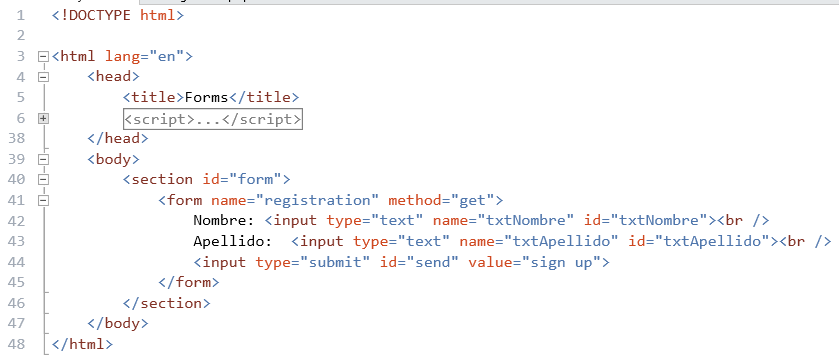 1 <!DOCTYPE html>
2
3 <html lang="en">
4 <head>
5 <title>Forms</title>
6 <script>...</script>
38 </head>
39 <body>
40 <section id="form">
41 <form name="registration" method="get">
42 Nombre: <input type="text" name="txtNombre" id="txtNombre"><br />
43 Apellido: <input type="text" name="txtApellido" id="txtApellido"><br />
44 <input type="submit" id="send" value="sign up">
45 </form>
46 </section>
47 </body>
48 </html>